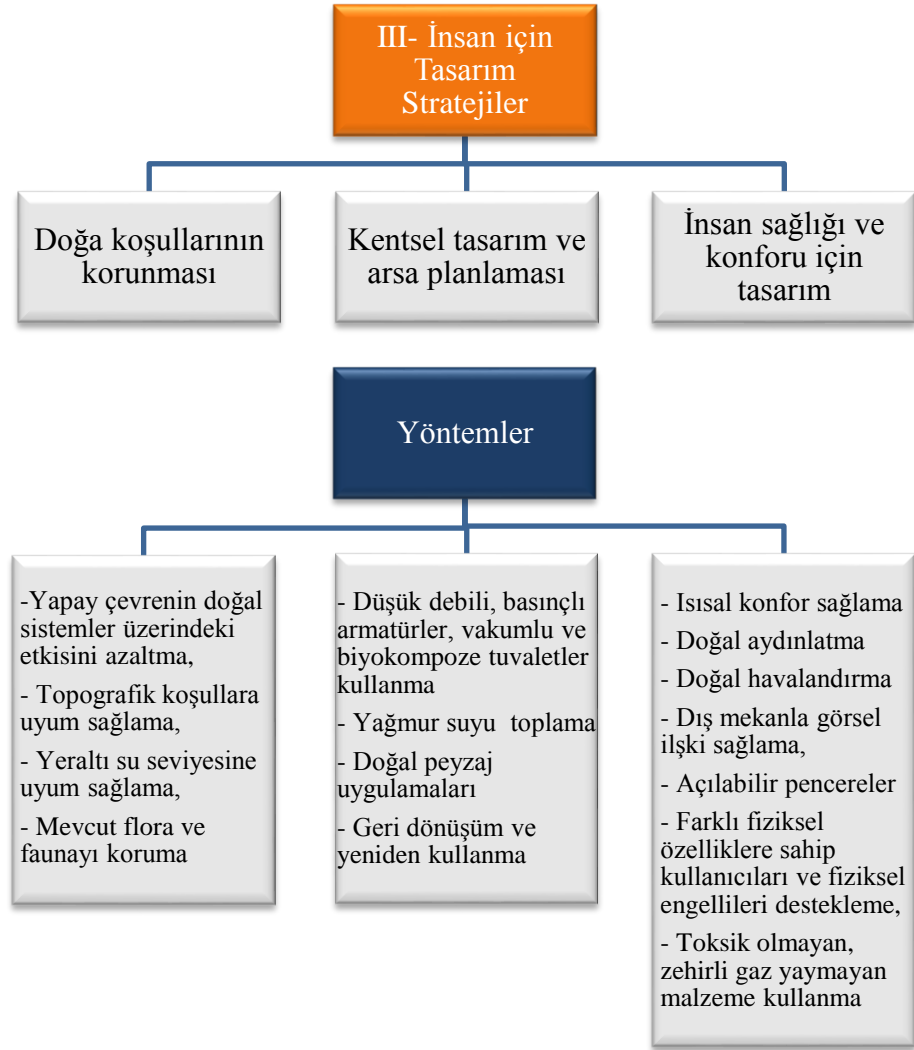 III- İnsan için
Tasarım
Stratejiler
Doğa koşullarının
korunması
Kentsel tasarım ve
arsa planlaması
İnsan sağlığı ve
konforu için
tasarım
Yöntemler
-Yapay çevrenin doğal
sistemler üzerindeki
etkisini azaltma,
- Topografik koşullara
uyum sağlama,
- Yeraltı su seviyesine
uyum sağlama,
- Mevcut flora ve
faunayı koruma
- Düşük debili, basınçlı
armatürler, vakumlu ve
biyokompoze tuvaletler
kullanma
- Yağmur suyu toplama
- Doğal peyzaj
uygulamaları
- Geri dönüşüm ve
yeniden kullanma
- Isısal konfor sağlama
- Doğal aydınlatma
- Doğal havalandırma
- Dış mekanla görsel
ilşki sağlama,
- Açılabilir pencereler
- Farklı fiziksel
özelliklere sahip
kullanıcıları ve fiziksel
engellileri destekleme,
- Toksik olmayan,
zehirli gaz yaymayan
malzeme kullanma